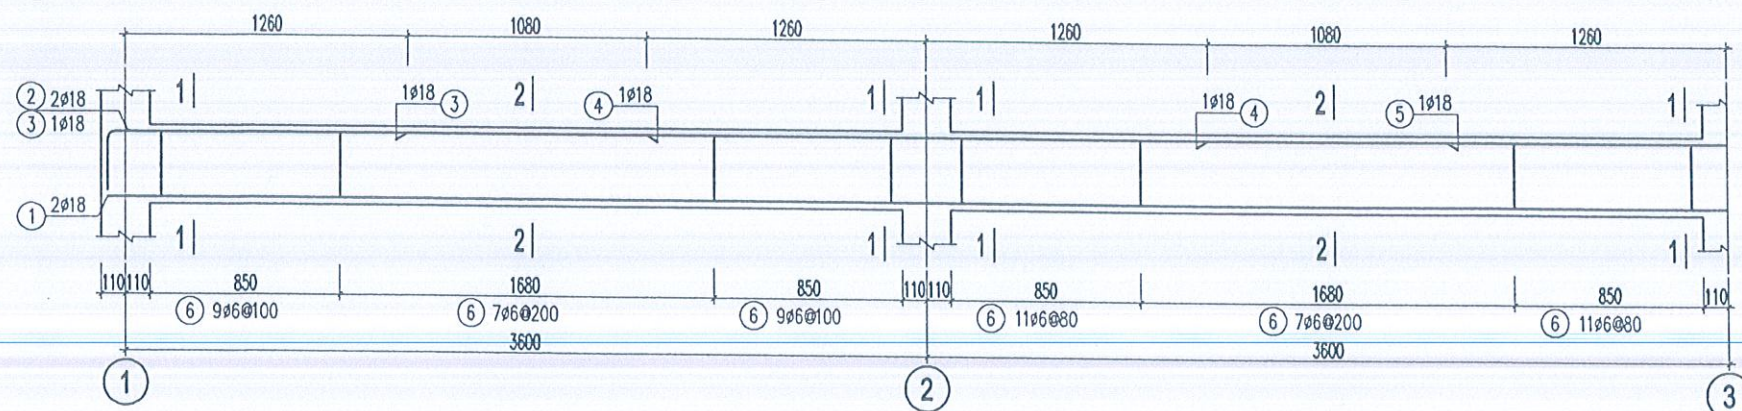 1260 1080 1260 1260 1080 1260
② 2ø18 1 1ø18 ③ 2 ④ 1ø18 1 1 1ø18 ④ 2 ⑤ 1ø18 1
③ 1ø18
① 2ø18
1 2 1 1 2 1
110 110 850 1680 850 110 110 850 1680 850 110
⑥ 9ø6@100 ⑥ 7ø6@200 ⑥ 9ø6@100 ⑥ 11ø6@80 ⑥ 7ø6@200 ⑥ 11ø6@80
3600 3600
1 2 3